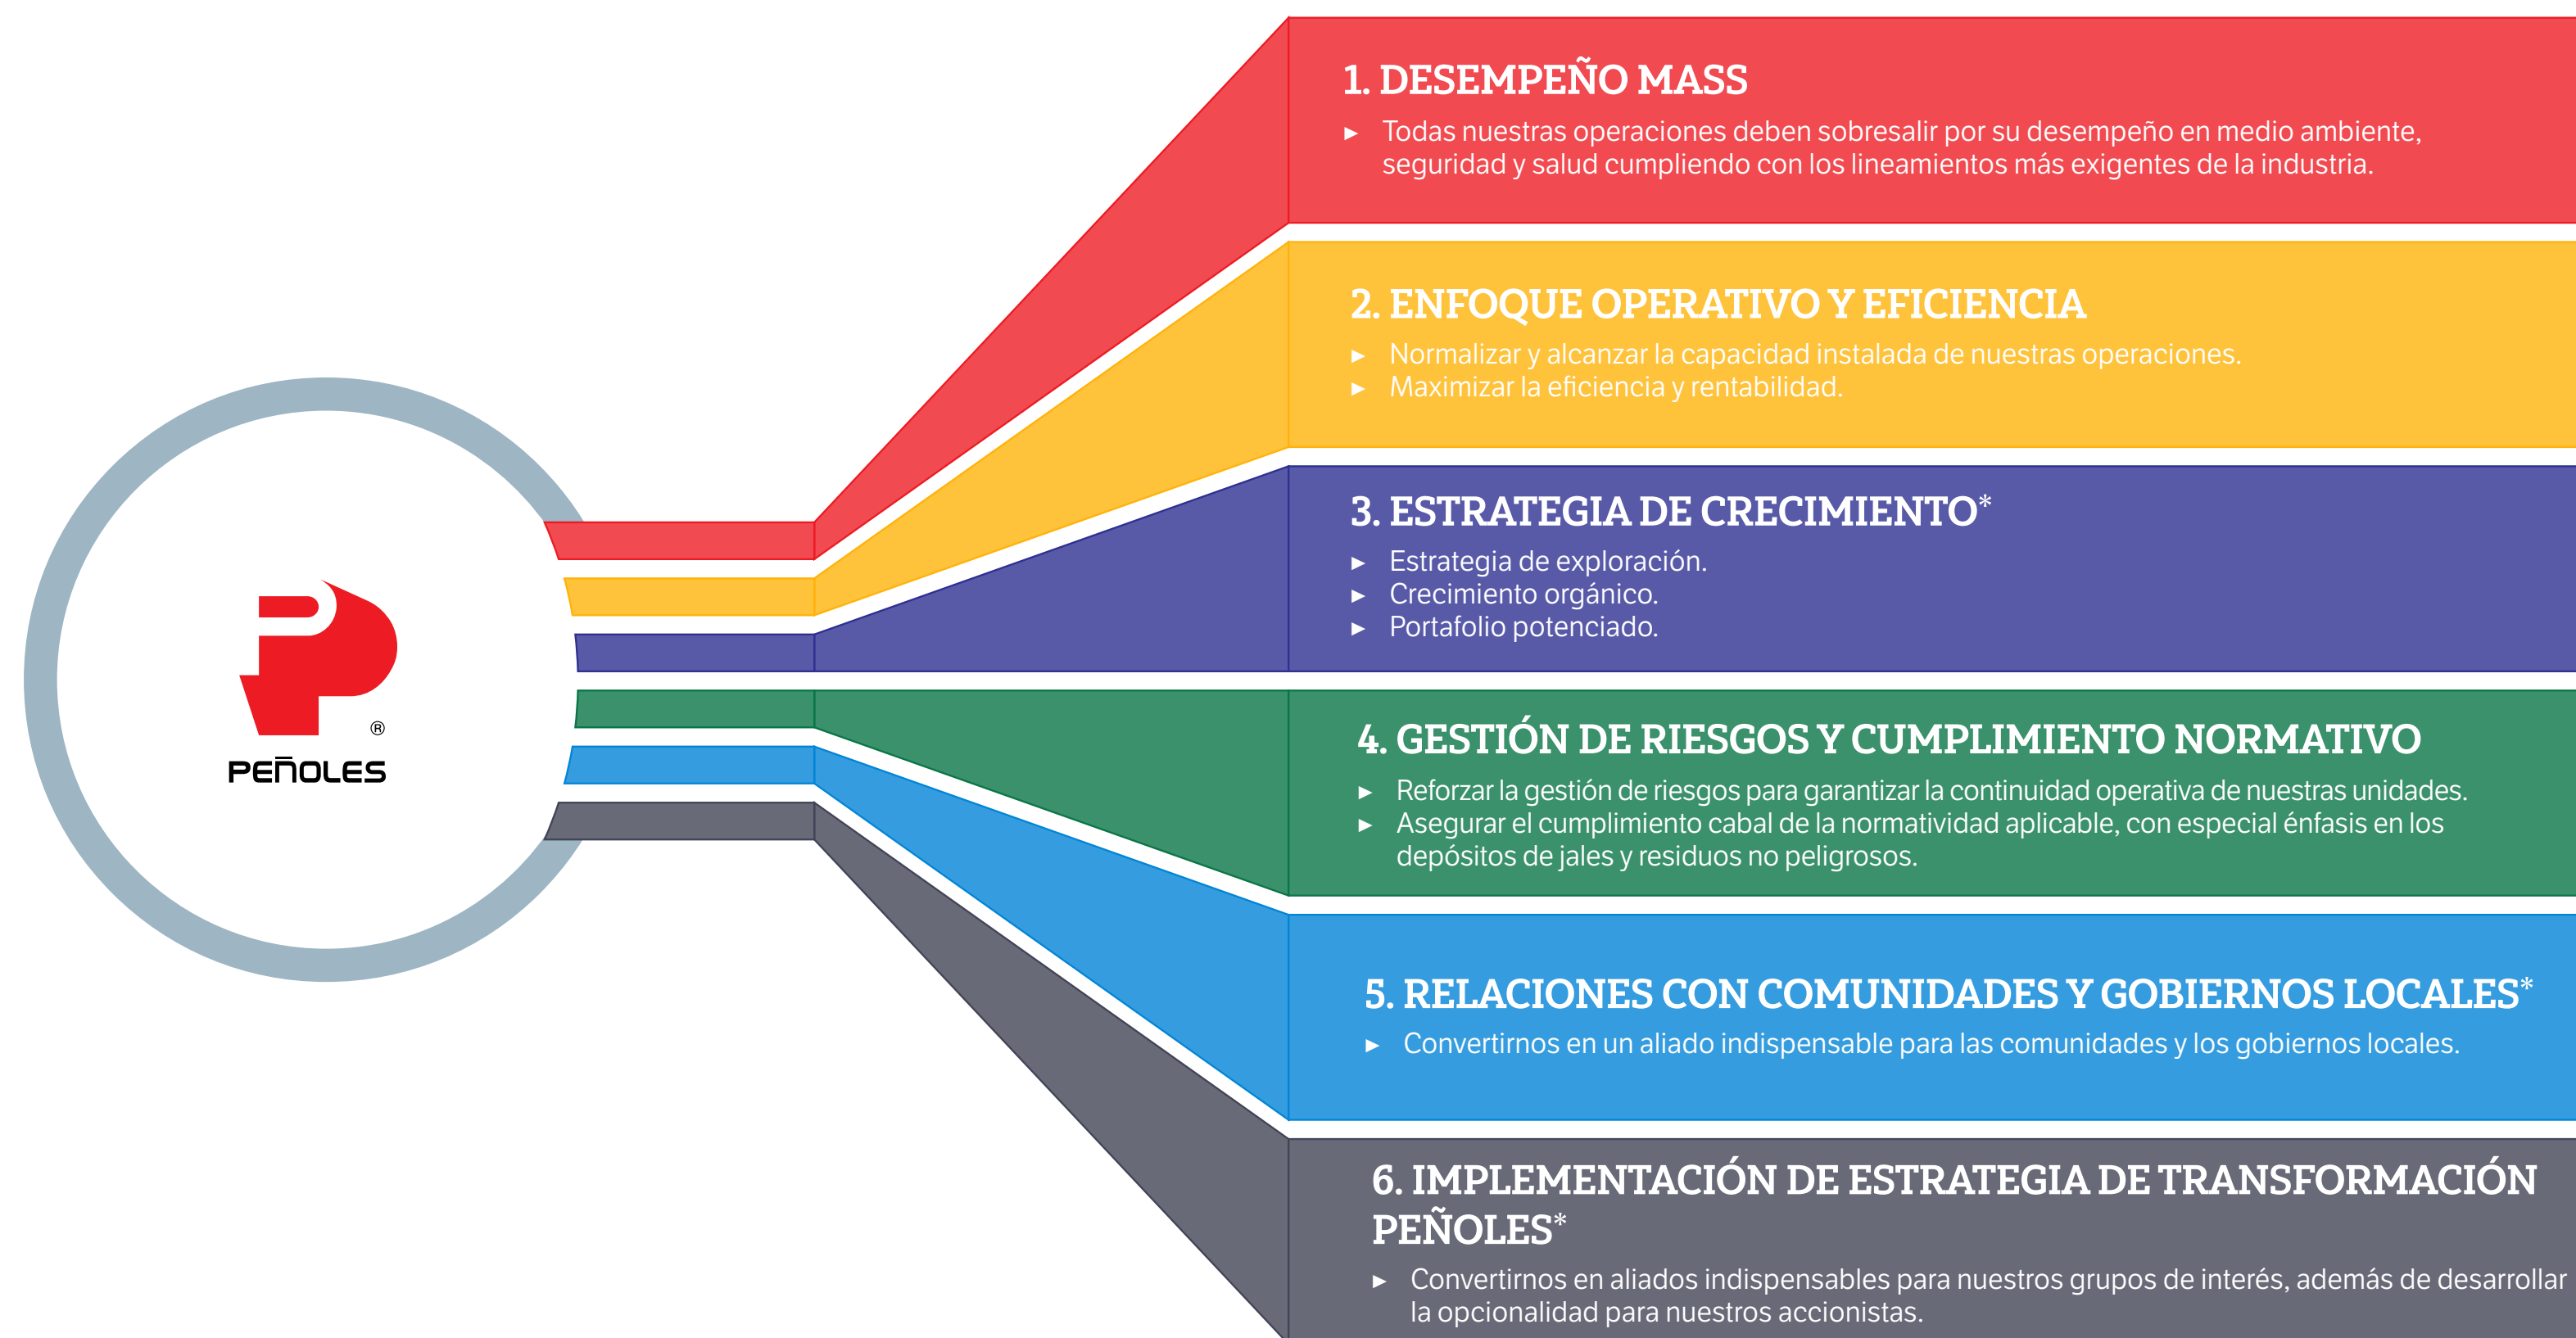 1. DESEMPEÑO MASS
► Todas nuestras operaciones deben sobresalir por su desempeño en medio ambiente,
seguridad y salud cumpliendo con los lineamientos más exigentes de la industria.
2. ENFOQUE OPERATIVO Y EFICIENCIA
► Normalizar y alcanzar la capacidad instalada de nuestras operaciones.
► Maximizar la eficiencia y rentabilidad.
3. ESTRATEGIA DE CRECIMIENTO*
► Estrategia de exploración.
► Crecimiento orgánico.
► Portafolio potenciado.
®
PEÑOLES
4. GESTIÓN DE RIESGOS Y CUMPLIMIENTO NORMATIVO
► Reforzar la gestión de riesgos para garantizar la continuidad operativa de nuestras unidades.
► Asegurar el cumplimiento cabal de la normatividad aplicable, con especial énfasis en los
depósitos de jales y residuos no peligrosos.
5. RELACIONES CON COMUNIDADES Y GOBIERNOS LOCALES*
► Convertirnos en un aliado indispensable para las comunidades y los gobiernos locales.
6. IMPLEMENTACIÓN DE ESTRATEGIA DE TRANSFORMACIÓN
PEÑOLES*
► Convertirnos en aliados indispensables para nuestros grupos de interés, además de desarrollar
la opcionalidad para nuestros accionistas.